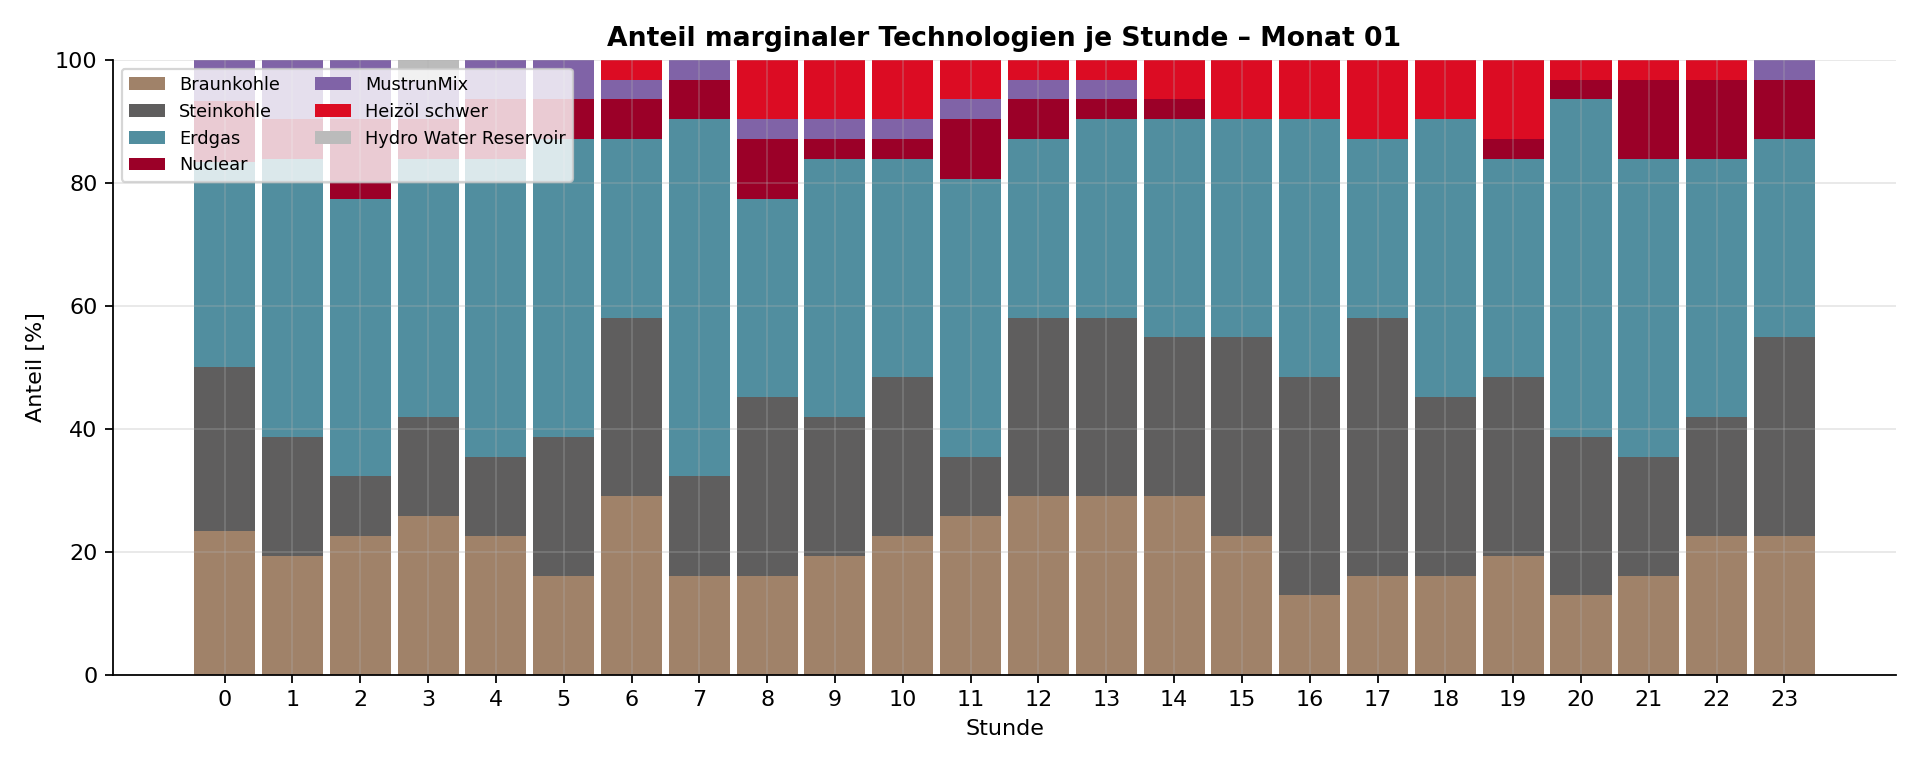 Anteil marginaler Technologien je Stunde – Monat 01
Braunkohle
Steinkohle
Erdgas
Nuclear
MustrunMix
Heizöl schwer
Hydro Water Reservoir
Anteil [%]
100
80
60
40
20
0
0 1 2 3 4 5 6 7 8 9 10 11 12 13 14 15 16 17 18 19 20 21 22 23
Stunde